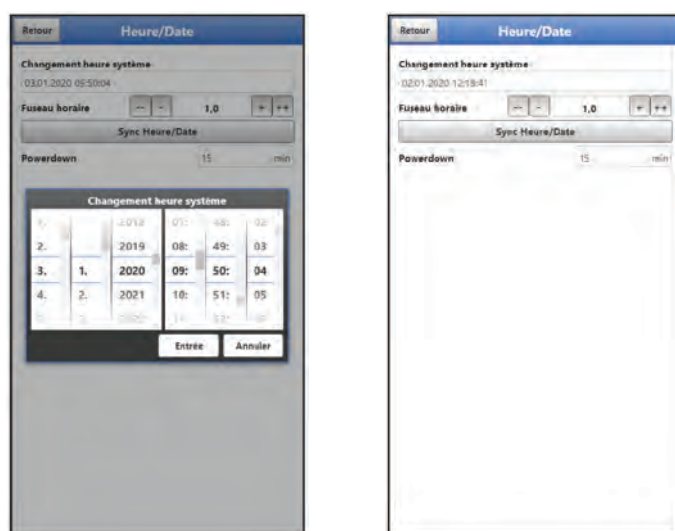 Retour Heure/Date
Changement heure système
03.01.2020 09:50:04
Fuseau horaire -- - 1,0 + ++
Sync Heure/Date
Powerdown 15 min
Changement heure système
2. 2019 08: 49: 03
3. 1. 2020 09: 50: 04
4. 2. 2021 10: 51: 05
Entrée Annuler
Retour Heure/Date
Changement heure système
02.01.2020 12:18:41
Fuseau horaire -- - 1,0 + ++
Sync Heure/Date
Powerdown 15 min